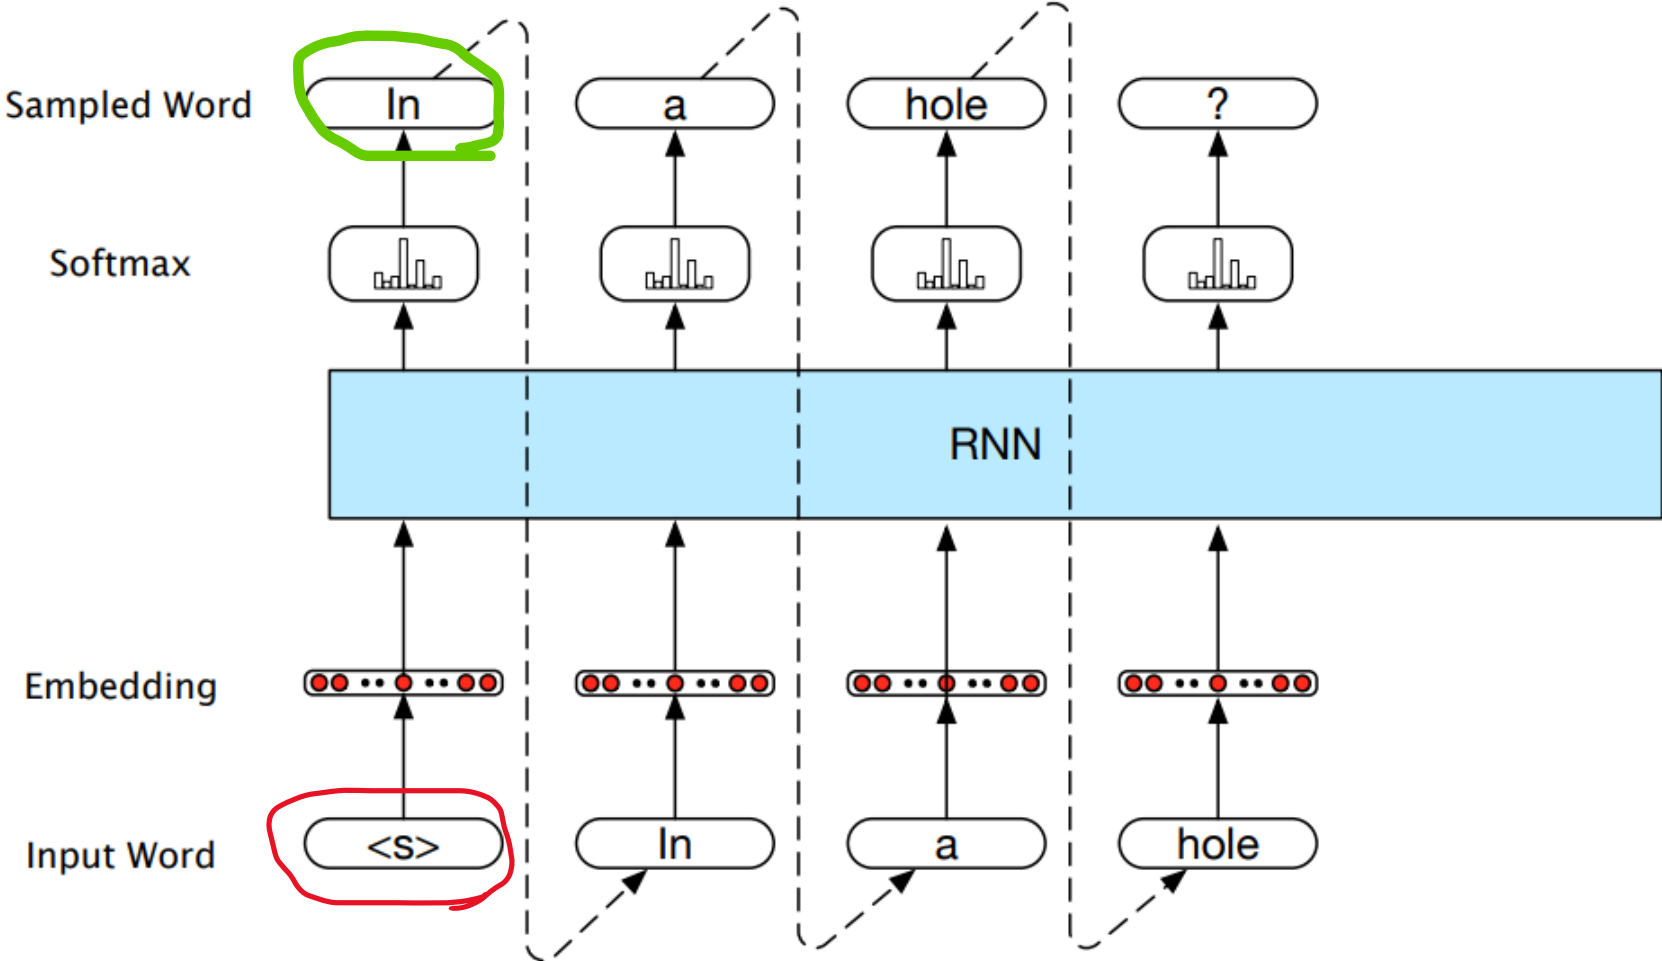 Sampled Word In a hole ?
Softmax
RNN
Embedding
Input Word <s> In a hole